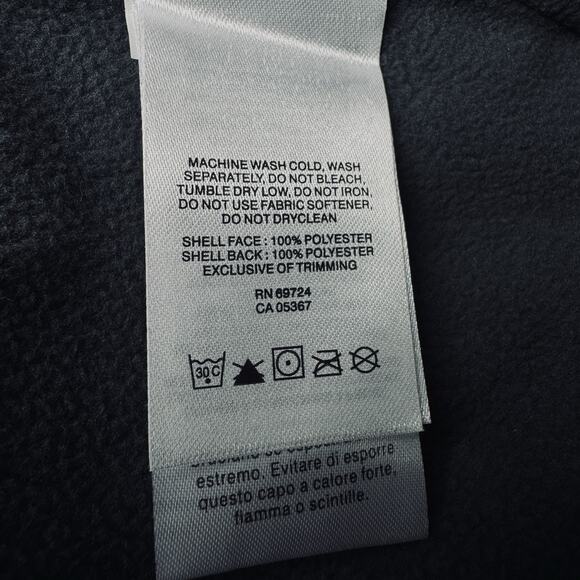 MACHINE WASH COLD, WASH
SEPARATELY, DO NOT BLEACH,
TUMBLE DRY LOW, DO NOT IRON,
DO NOT USE FABRIC SOFTENER,
DO NOT DRYCLEAN
SHELL FACE : 100% POLYESTER
SHELL BACK : 100% POLYESTER
EXCLUSIVE OF TRIMMING
RN 69724
CA 05367
30 C
estremo. Evitare di esporre
questo capo a calore forte,
fiamma o scintille.